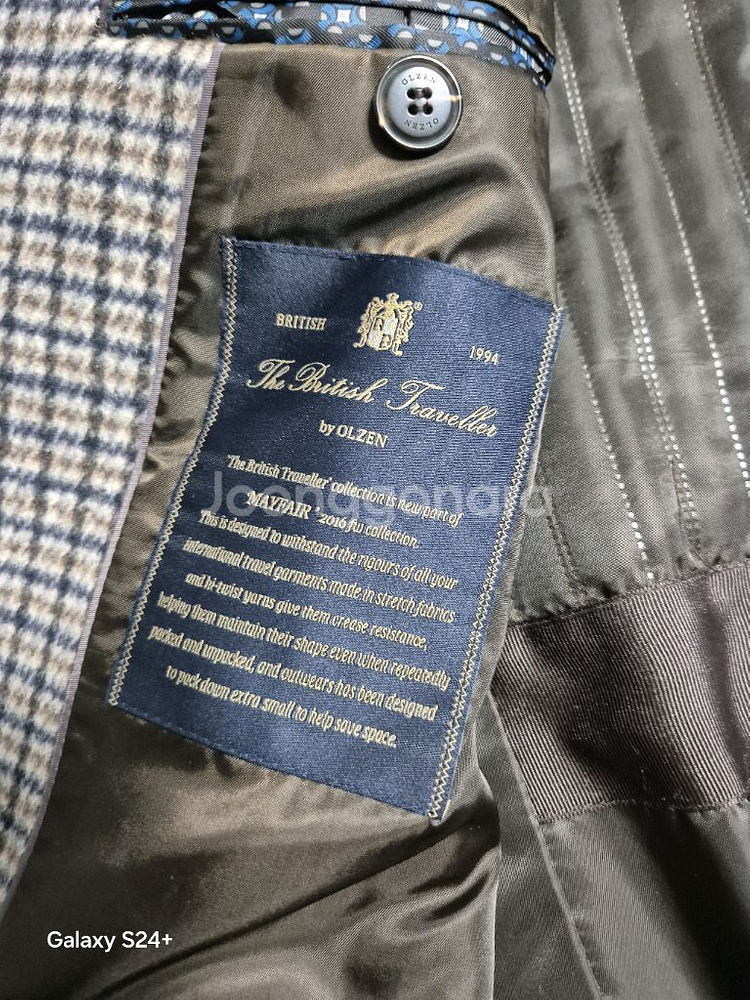 OLZEN
OLZEN
BRITISH
1994
The British Traveller
by OLZEN
'The British Traveller' collection is new part of
MAYFAIR '2016 f/w collection.
This is designed to withstand the rigours of all your
international travel garments made in stretch fabrics
and hi-twist yarns give them crease resistance,
helping them maintain their shape even when repeatedly
packed and unpacked, and outwears has been designed
to pack down extra small to help save space.
Joonggonara
Galaxy S24+